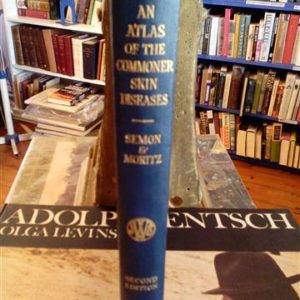 AN
ATLAS
OF THE
COMMONER
SKIN
DISEASES
SEMON
&
MORITZ
SECOND
EDITION
ADOLP
ENTSCH
OLGA LEVINS